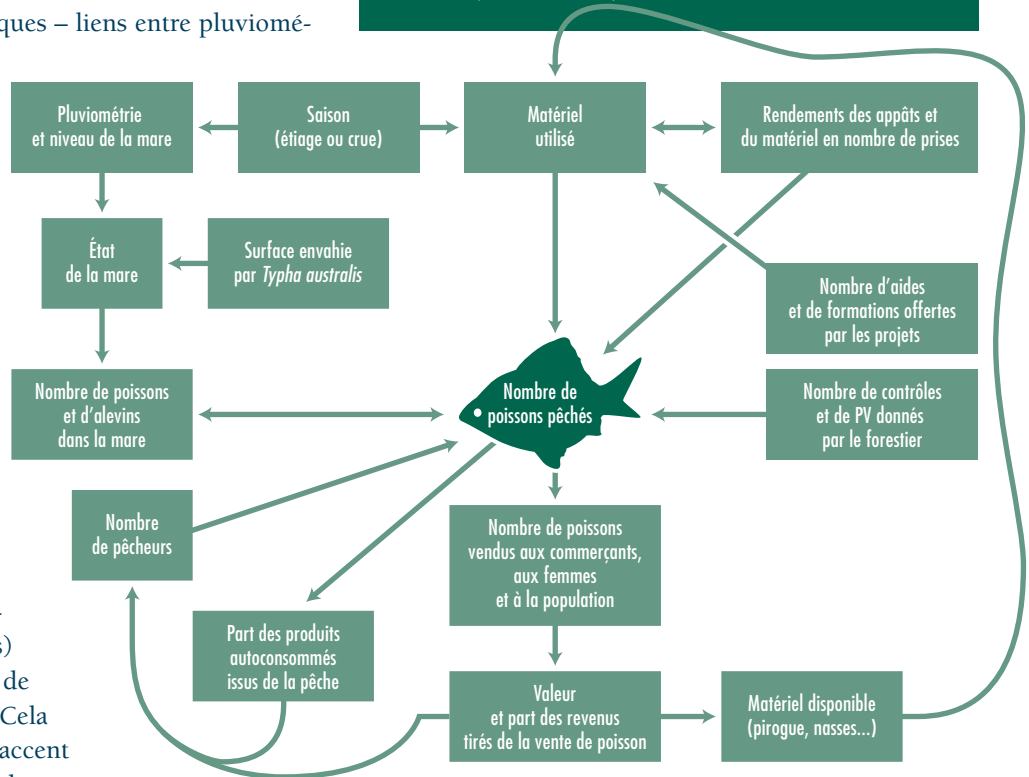 ques – liens entre pluviomé-
Pluviométrie
et niveau de la mare
Saison
(étiage ou crue)
Matériel
utilisé
Rendements des appâts et
du matériel en nombre de prises
État
de la mare
Surface envahie
par Typha australis
Nombre d'aides
et de formations offertes
par les projets
Nombre de poissons
et d'alevins
dans la mare
Nombre de
poissons pêchés
Nombre de contrôles
et de PV donnés
par le forestier
Nombre
de pêcheurs
Nombre de poissons
vendus aux commerçants,
aux femmes
et à la population
Part des produits
autoconsommés
issus de la pêche
Valeur
et part des revenus
tirés de la vente de poisson
Matériel disponible
(pirogue, nasses...)
s)
de
Cela
accent